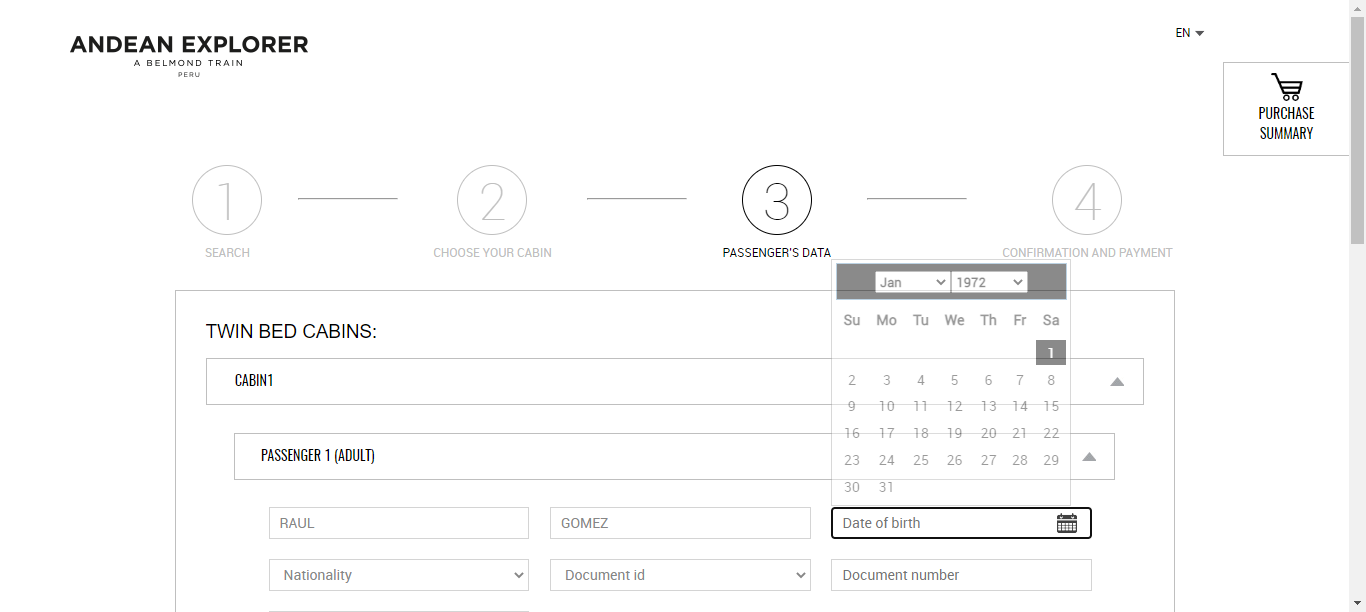 ANDEAN EXPLORER
A BELMOND TRAIN
PERU
EN
PURCHASE
SUMMARY
1
2
3
4
SEARCH
CHOOSE YOUR CABIN
PASSENGER'S DATA
CONFIRMATION AND PAYMENT
TWIN BED CABINS:
CABIN1
PASSENGER 1 (ADULT)
Jan 1972
Su Mo Tu We Th Fr Sa
1
2 3 4 5 6 7 8
9 10 11 12 13 14 15
16 17 18 19 20 21 22
23 24 25 26 27 28 29
30 31
RAUL
GOMEZ
Date of birth
Nationality
Document id
Document number